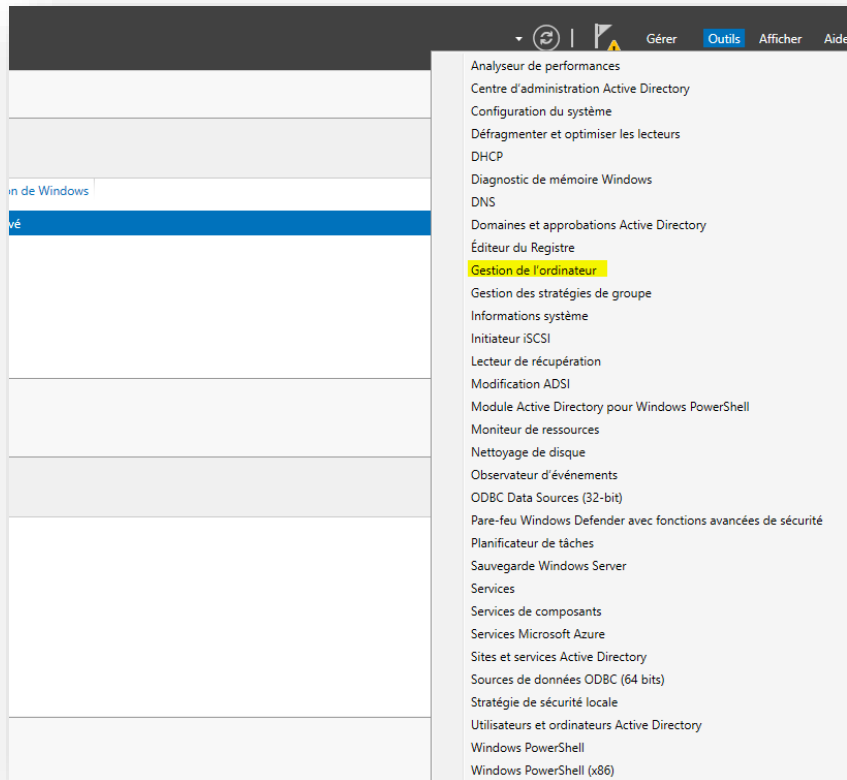 Gérer Outils Afficher Aide
Analyseur de performances
Centre d'administration Active Directory
Configuration du système
Défragmenter et optimiser les lecteurs
DHCP
Diagnostic de mémoire Windows
on de Windows
DNS
vé
Domaines et approbations Active Directory
Éditeur du Registre
Gestion de l'ordinateur
Gestion des stratégies de groupe
Informations système
Initiateur iSCSI
Lecteur de récupération
Modification ADSI
Module Active Directory pour Windows PowerShell
Moniteur de ressources
Nettoyage de disque
Observateur d'événements
ODBC Data Sources (32-bit)
Pare-feu Windows Defender avec fonctions avancées de sécurité
Planificateur de tâches
Sauvegarde Windows Server
Services
Services de composants
Services Microsoft Azure
Sites et services Active Directory
Sources de données ODBC (64 bits)
Stratégie de sécurité locale
Utilisateurs et ordinateurs Active Directory
Windows PowerShell
Windows PowerShell (x86)